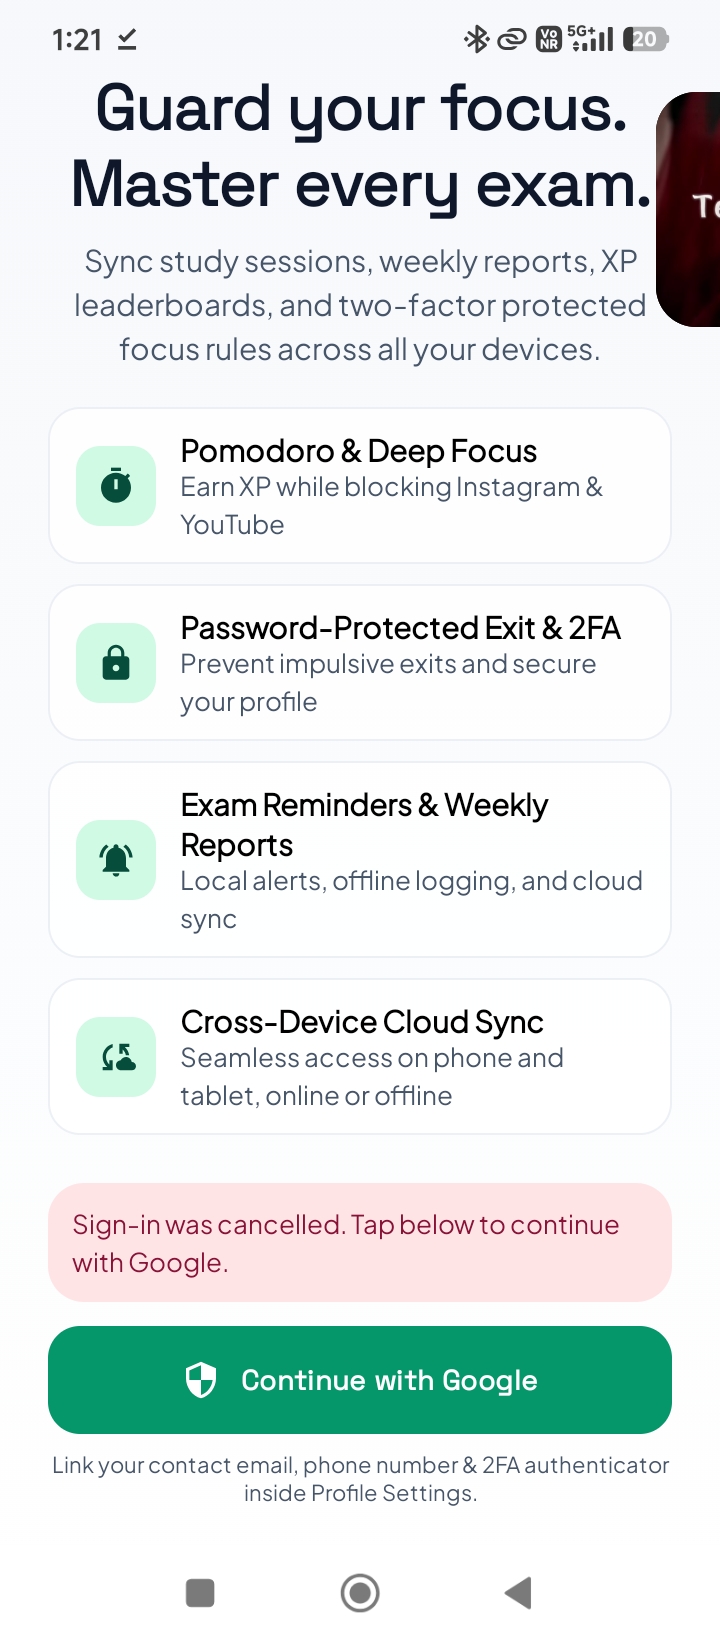 1:21
VoNR 5G+ 20
Guard your focus.
Master every exam.
Sync study sessions, weekly reports, XP
leaderboards, and two-factor protected
focus rules across all your devices.
Pomodoro & Deep Focus
Earn XP while blocking Instagram &
YouTube
Password-Protected Exit & 2FA
Prevent impulsive exits and secure
your profile
Exam Reminders & Weekly
Reports
Local alerts, offline logging, and cloud
sync
Cross-Device Cloud Sync
Seamless access on phone and
tablet, online or offline
Sign-in was cancelled. Tap below to continue
with Google.
Continue with Google
Link your contact email, phone number & 2FA authenticator
inside Profile Settings.